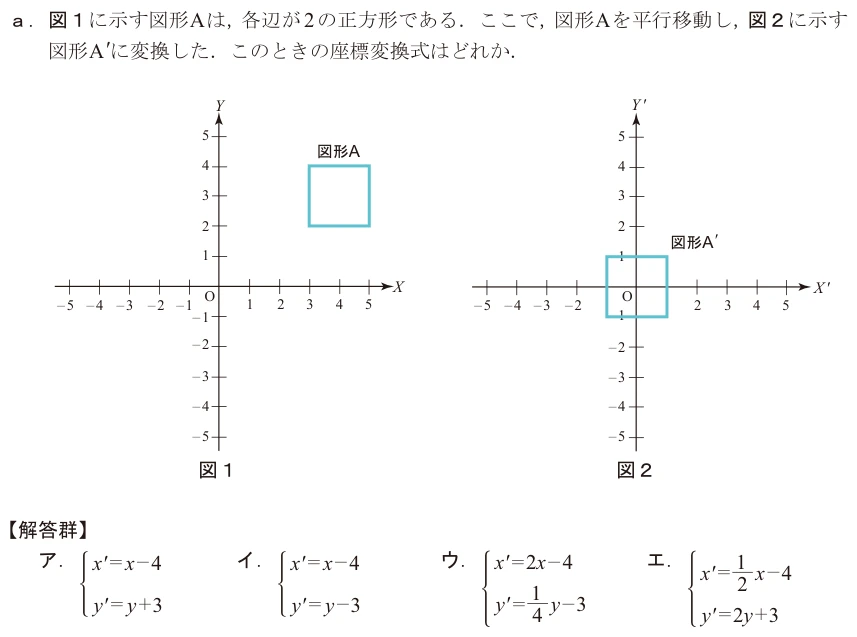 a. 図1に示す図形Aは, 各辺が2の正方形である. ここで, 図形Aを平行移動し, 図2に示す
図形A′に変換した. このときの座標変換式はどれか.
Y
5
4
3
2
1
O
−1
−2
−3
−4
−5
−5 −4 −3 −2 −1 1 2 3 4 5
X
図形A
図1
Y′
5
4
3
2
1
O
1
−2
−3
−4
−5
−5 −4 −3 −2 2 3 4 5
X′
図形A′
図2
【解答群】
ア. { x′=x−4
y′=y+3
イ. { x′=x−4
y′=y−3
ウ. { x′=2x−4
y′=1/4 y−3
エ. { x′=1/2 x−4
y′=2y+3